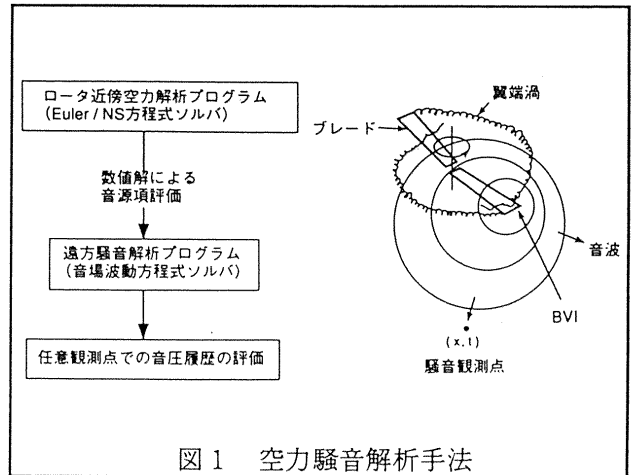 ロータ近傍空力解析プログラム
(Euler / NS方程式ソルバ)
数値解による
音源項評価
遠方騒音解析プログラム
(音場波動方程式ソルバ)
任意観測点での音圧履歴の評価
翼端渦
ブレード
音波
BVI
(x,t)
騒音観測点
図1 空力騒音解析手法